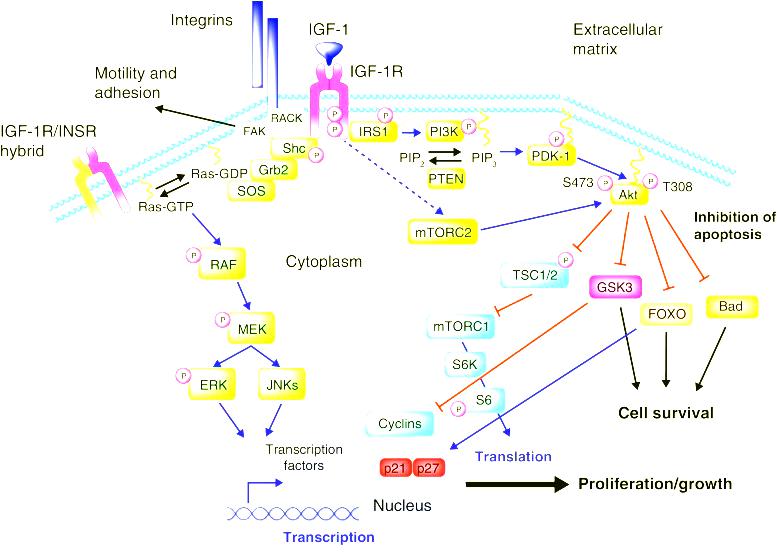 Integrins
IGF-1
Extracellular
matrix
IGF-1R
Motility and
adhesion
RACK
FAK
IGF-1R/INSR
hybrid
P
P
P
IRS1
PI3K
P
Shc
P
Grb2
SOS
Ras-GDP
Ras-GTP
PIP2
PIP3
PTEN
P
PDK-1
S473
P
Akt
P
T308
mTORC2
Inhibition of
apoptosis
Cytoplasm
P
RAF
P
TSC1/2
GSK3
FOXO
Bad
P
MEK
mTORC1
S6K
P
ERK
JNKs
P
S6
Cell survival
Cyclins
Transcription
factors
Translation
p21
p27
Nucleus
Proliferation/growth
Transcription